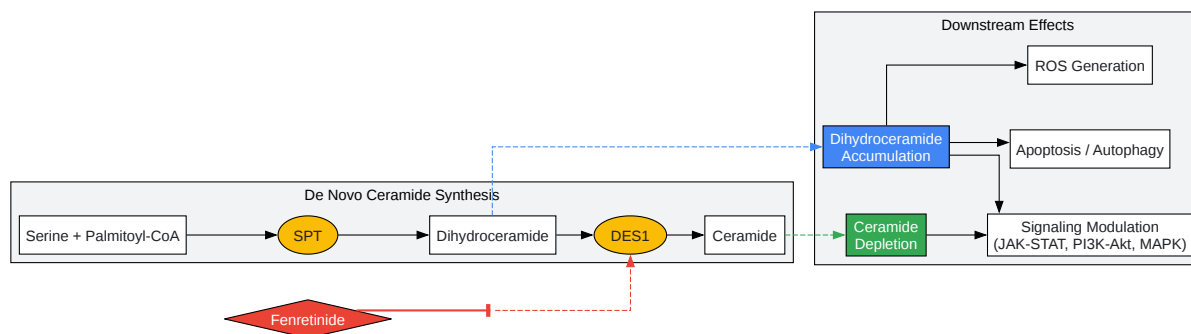 Downstream Effects
ROS Generation
Dihydroceramide
Accumulation
Apoptosis / Autophagy
De Novo Ceramide Synthesis
Serine + Palmitoyl-CoA
SPT
Dihydroceramide
DES1
Ceramide
Ceramide
Depletion
Signaling Modulation
(JAK-STAT, PI3K-Akt, MAPK)
Fenretinide